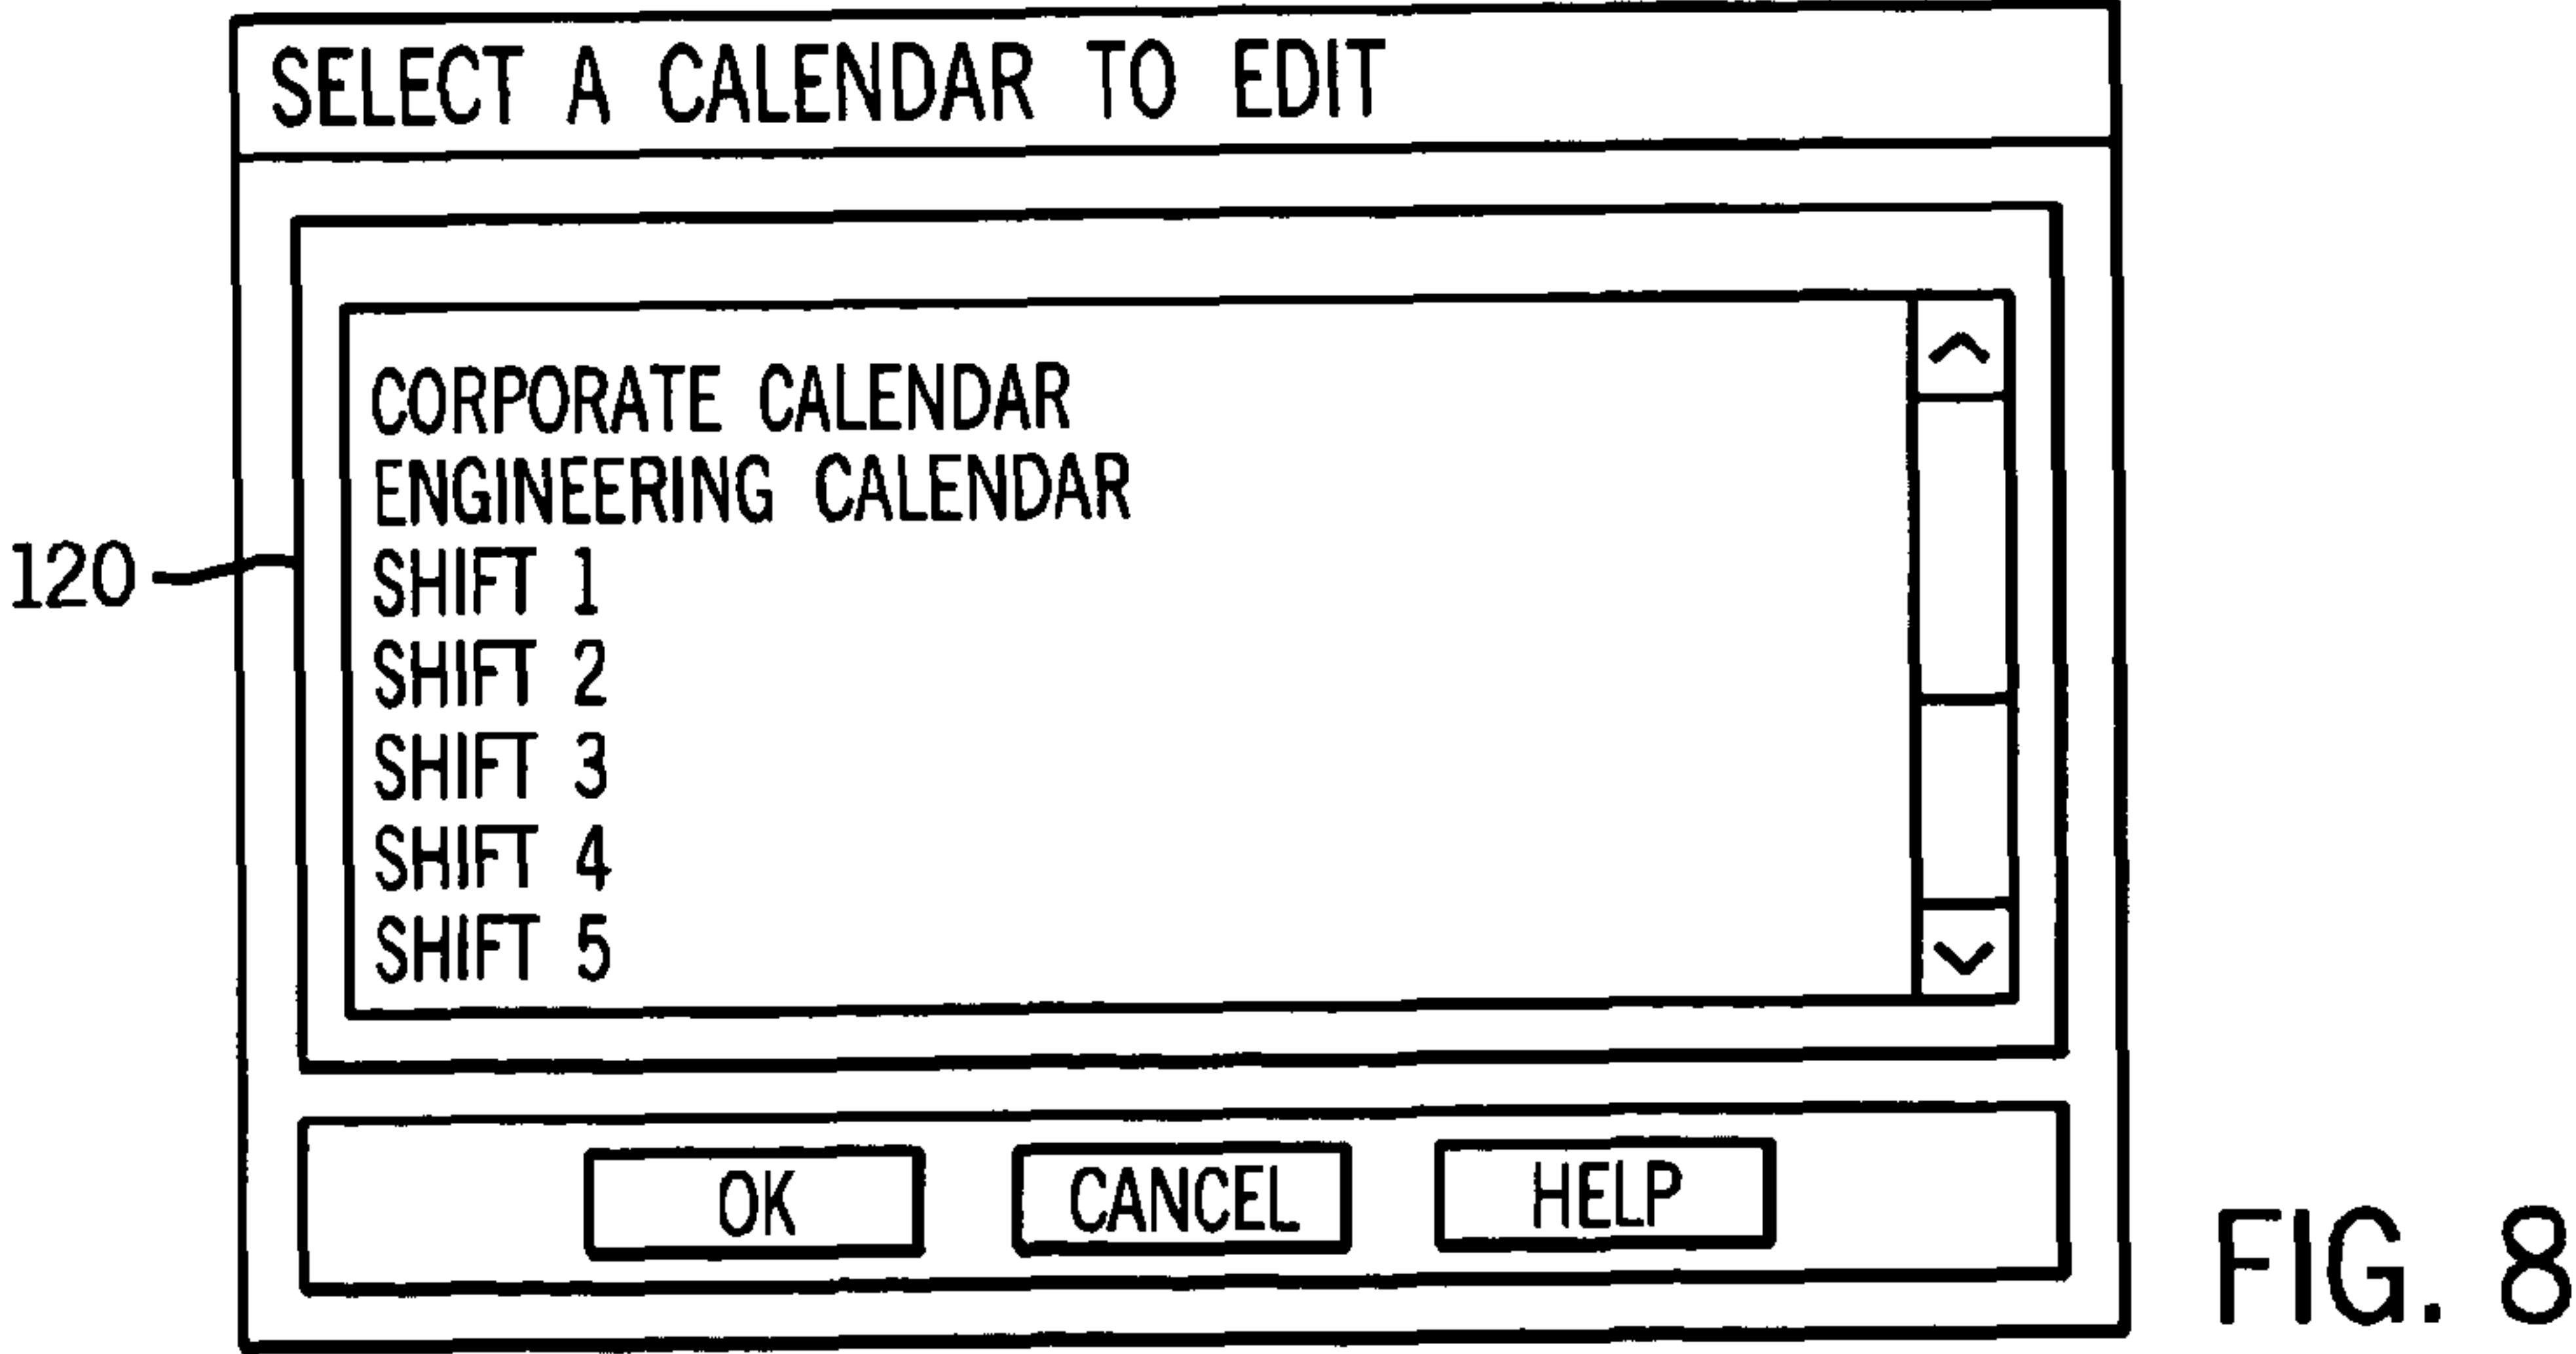 SELECT A CALENDAR TO EDIT
CORPORATE CALENDAR
ENGINEERING CALENDAR
120
SHIFT 1
SHIFT 2
SHIFT 3
SHIFT 4
SHIFT 5
OK CANCEL HELP
FIG. 8